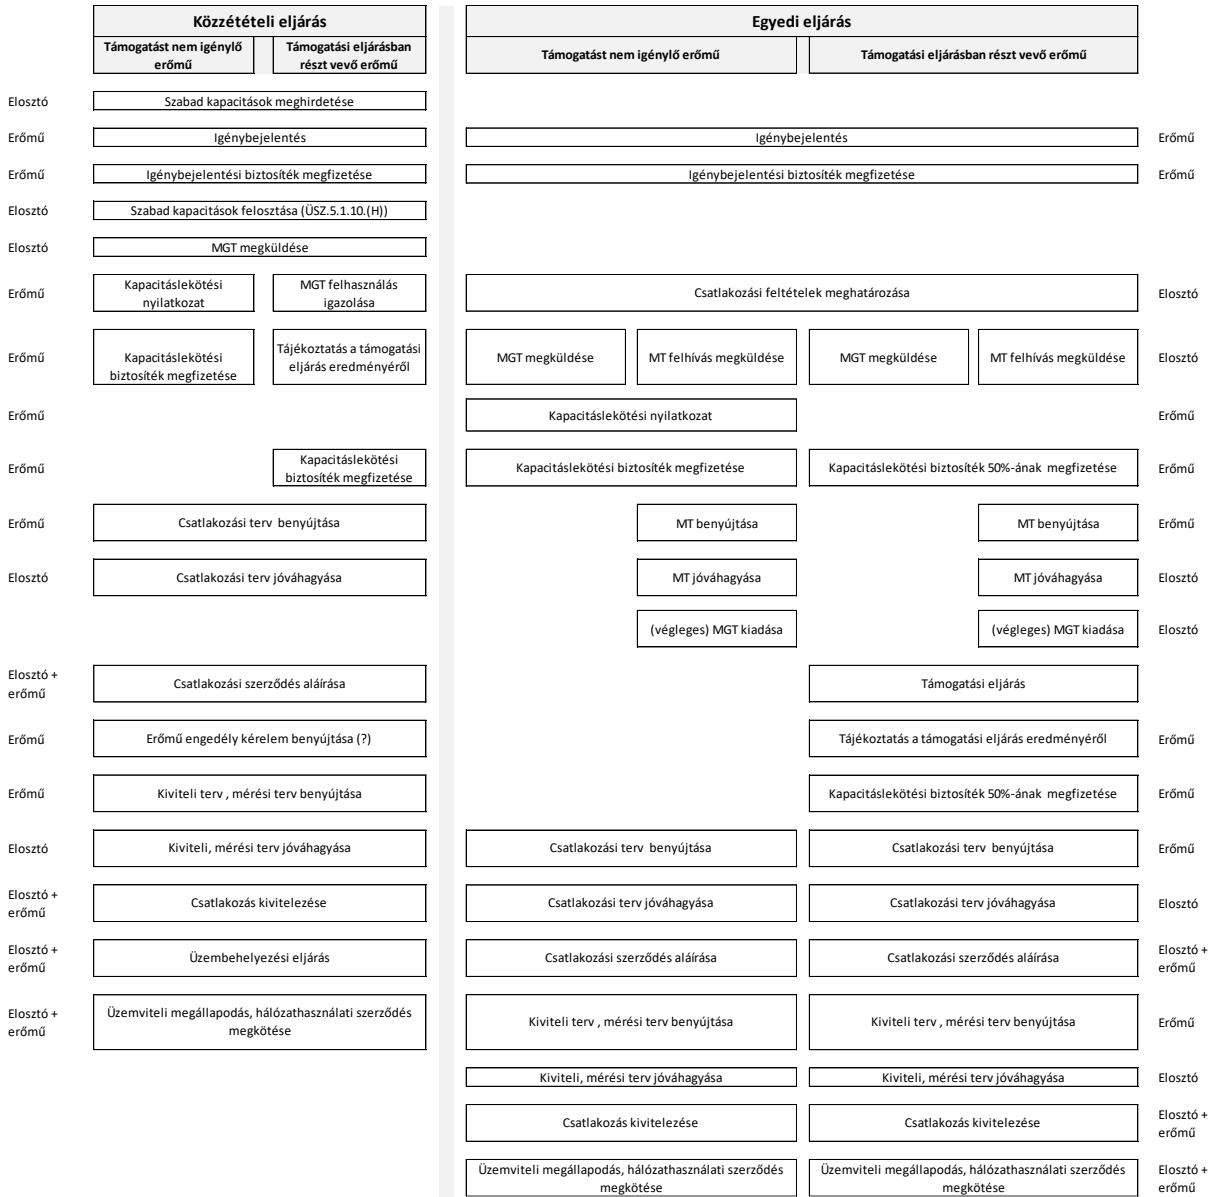 Közzétételi eljárás
Egyedi eljárás
Támogatást nem igénylő
erőmű
Támogatási eljárásban
részt vevő erőmű
Támogatást nem igénylő erőmű
Támogatási eljárásban részt vevő erőmű
Elosztó
Szabad kapacitások meghirdetése
Erőmű
Igénybejelentés
Igénybejelentés
Erőmű
Erőmű
Igénybejelentési biztosíték megfizetése
Igénybejelentési biztosíték megfizetése
Erőmű
Elosztó
Szabad kapacitások felosztása (ÜSZ.5.1.10.(H))
Elosztó
MGT megküldése
Erőmű
Kapacitáslekötési
nyilatkozat
MGT felhasználás
igazolása
Csatlakozási feltételek meghatározása
Elosztó
Erőmű
Kapacitáslekötési
biztosíték megfizetése
Tájékoztatás a támogatási
eljárás eredményéről
MGT megküldése
MT felhívás megküldése
MGT megküldése
MT felhívás megküldése
Elosztó
Erőmű
Kapacitáslekötési nyilatkozat
Erőmű
Erőmű
Kapacitáslekötési
biztosíték megfizetése
Kapacitáslekötési biztosíték megfizetése
Kapacitáslekötési biztosíték 50%-ának megfizetése
Erőmű
Erőmű
Csatlakozási terv benyújtása
MT benyújtása
MT benyújtása
Erőmű
Elosztó
Csatlakozási terv jóváhagyása
MT jóváhagyása
MT jóváhagyása
Elosztó
(végleges) MGT kiadása
(végleges) MGT kiadása
Elosztó
Elosztó +
erőmű
Csatlakozási szerződés aláírása
Támogatási eljárás
Erőmű
Erőmű engedély kérelem benyújtása (?)
Tájékoztatás a támogatási eljárás eredményéről
Erőmű
Erőmű
Kiviteli terv , mérési terv benyújtása
Kapacitáslekötési biztosíték 50%-ának megfizetése
Erőmű
Elosztó
Kiviteli, mérési terv jóváhagyása
Csatlakozási terv benyújtása
Csatlakozási terv benyújtása
Erőmű
Elosztó +
erőmű
Csatlakozás kivitelezése
Csatlakozási terv jóváhagyása
Csatlakozási terv jóváhagyása
Elosztó
Elosztó +
erőmű
Üzembehelyezési eljárás
Csatlakozási szerződés aláírása
Csatlakozási szerződés aláírása
Elosztó +
erőmű
Elosztó +
erőmű
Üzemviteli megállapodás, hálózathasználati szerződés
megkötése
Kiviteli terv , mérési terv benyújtása
Kiviteli terv , mérési terv benyújtása
Erőmű
Kiviteli, mérési terv jóváhagyása
Kiviteli, mérési terv jóváhagyása
Elosztó
Csatlakozás kivitelezése
Csatlakozás kivitelezése
Elosztó +
erőmű
Üzemviteli megállapodás, hálózathasználati szerződés
megkötése
Üzemviteli megállapodás, hálózathasználati szerződés
megkötése
Elosztó +
erőmű